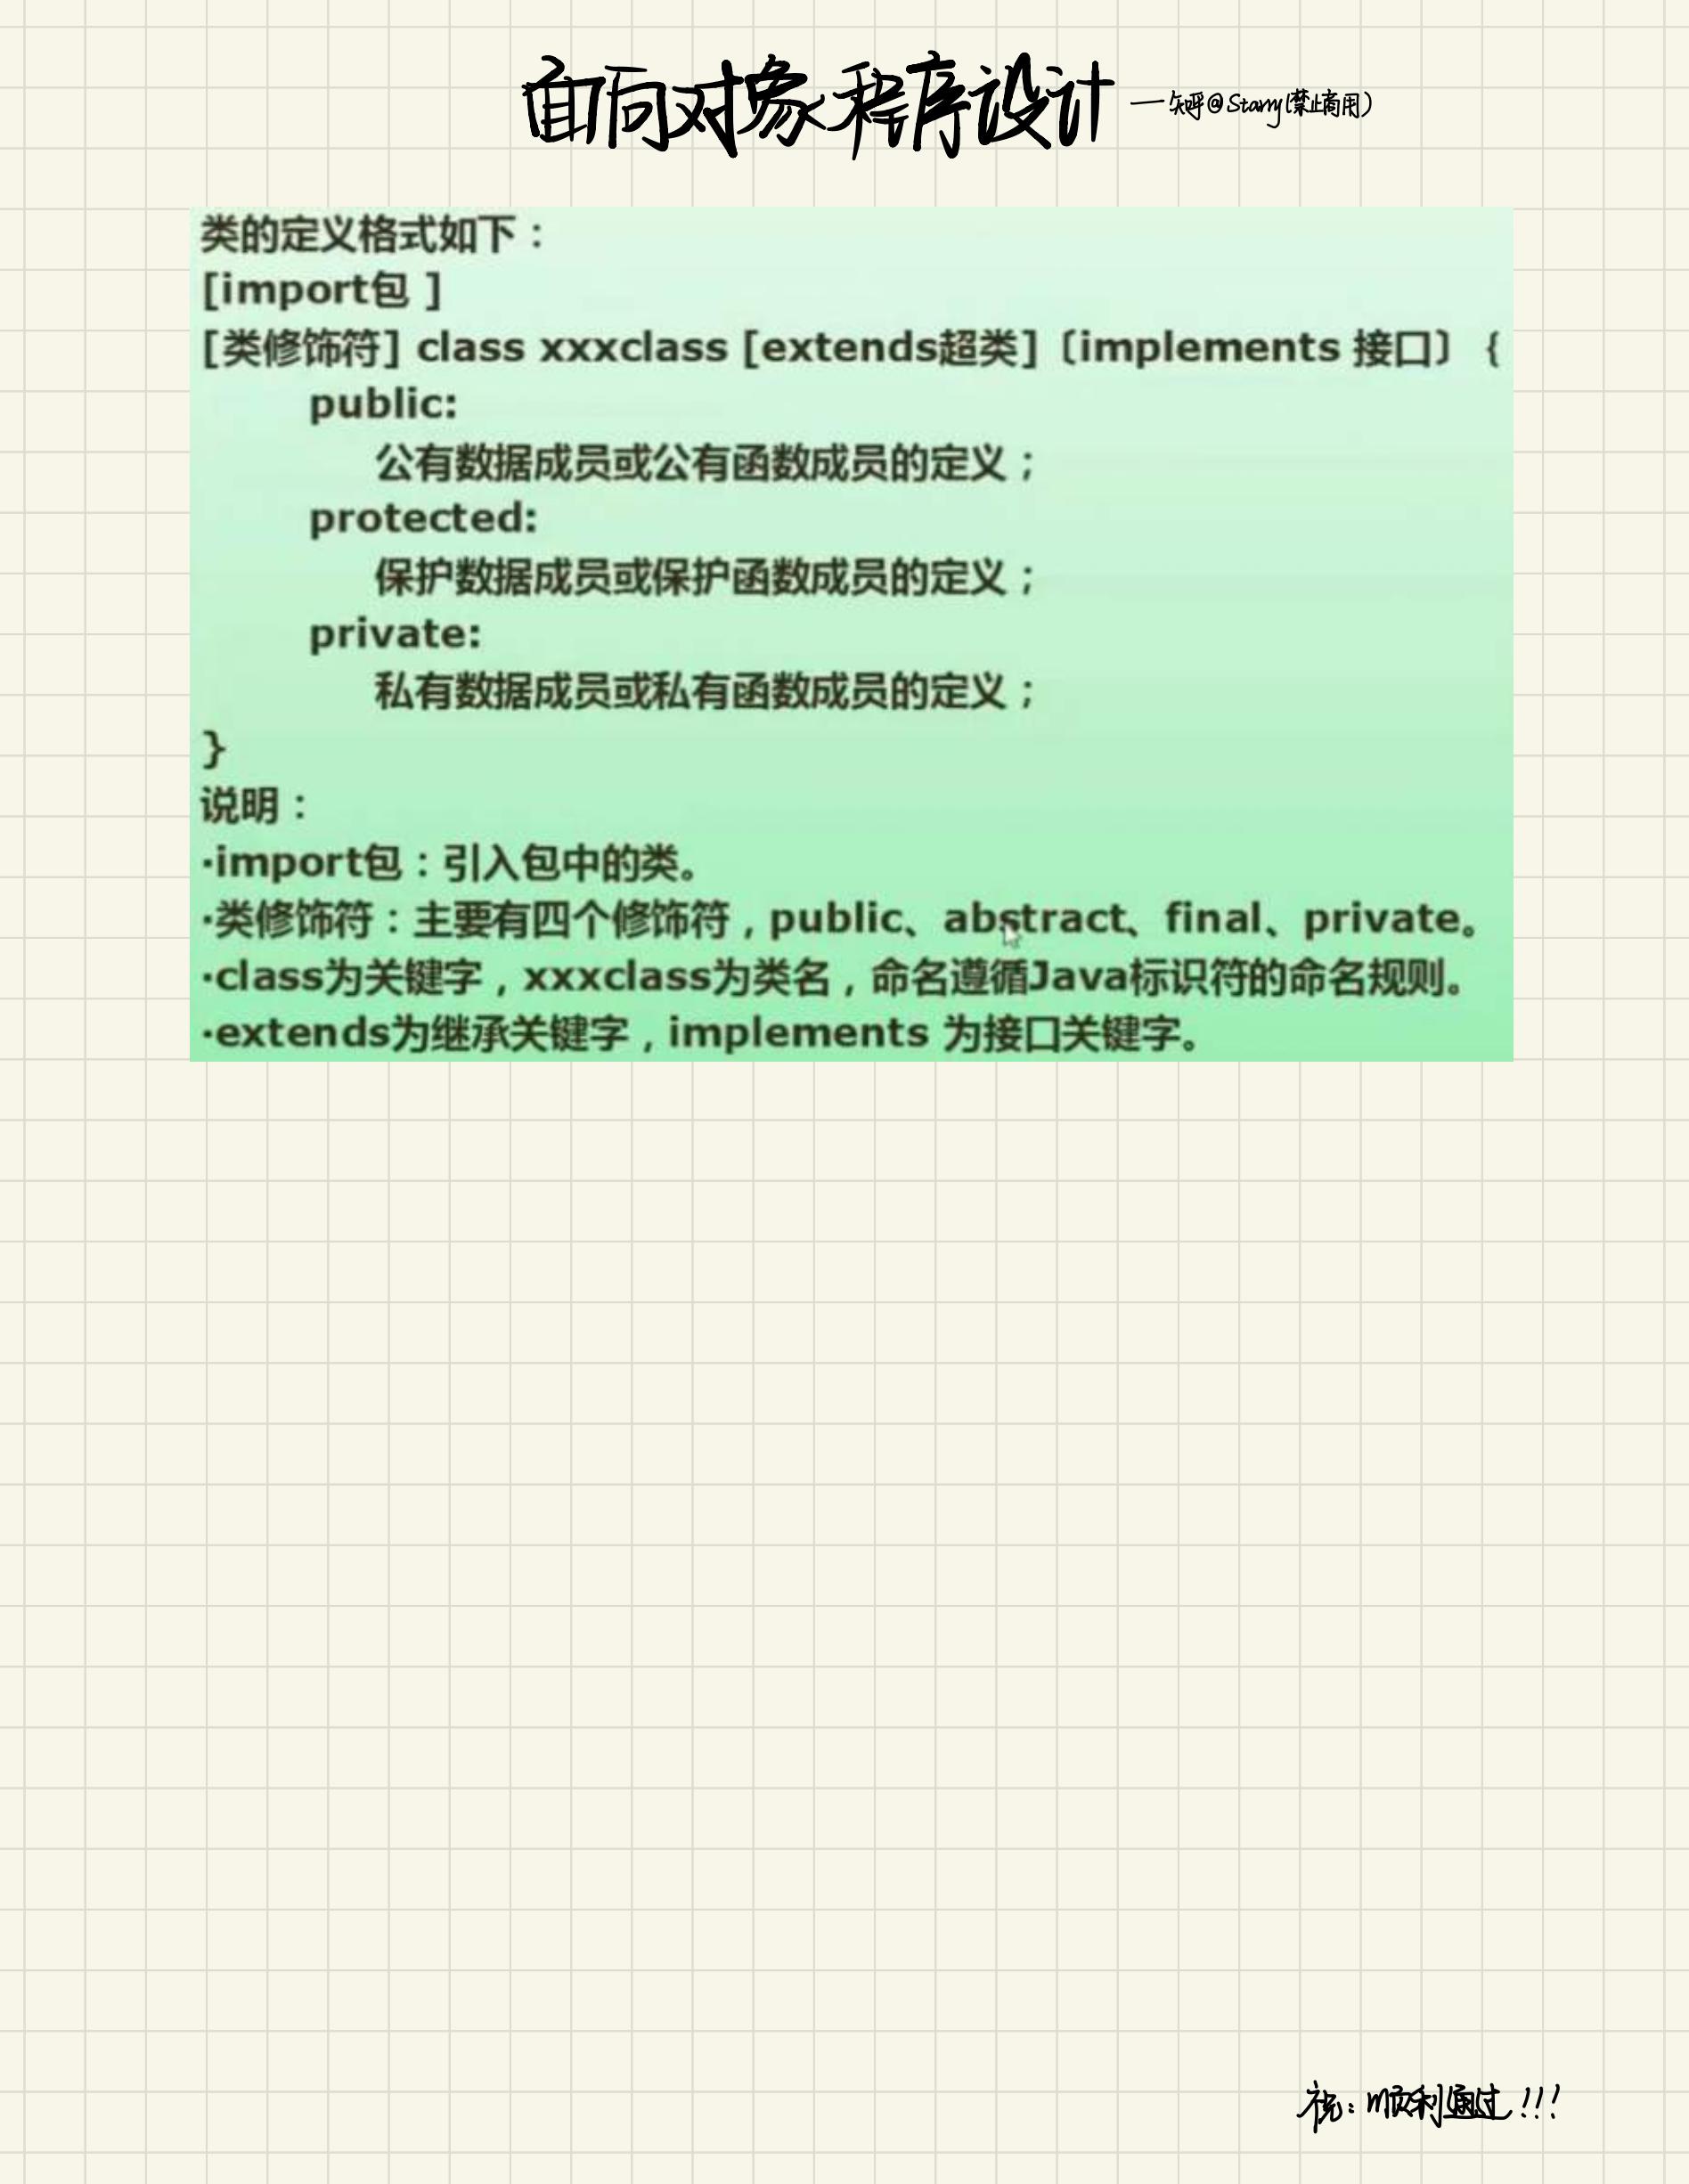 面向对象程序设计 —知乎@Starry(禁止商用)
类的定义格式如下：
[import包 ]
[类修饰符] class xxxclass [extends超类]〔implements 接口〕{
public:
公有数据成员或公有函数成员的定义；
protected:
保护数据成员或保护函数成员的定义；
private:
私有数据成员或私有函数成员的定义；
}
说明：
·import包：引入包中的类。
·类修饰符：主要有四个修饰符，public、abstract、final、private。
·class为关键字，xxxclass为类名，命名遵循Java标识符的命名规则。
·extends为继承关键字，implements 为接口关键字。
祝：顺利通过!!!